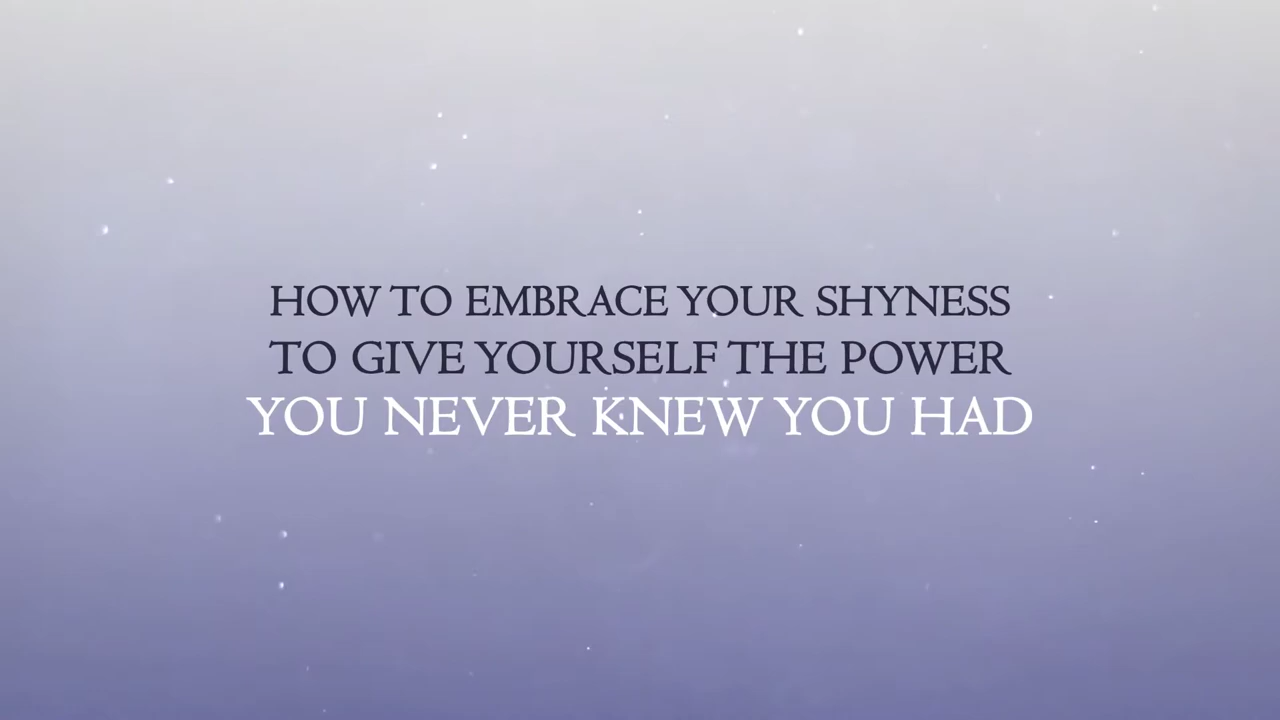 HOW TO EMBRACE YOUR SHYNESS
TO GIVE YOURSELF THE POWER
YOU NEVER KNEW YOU HAD